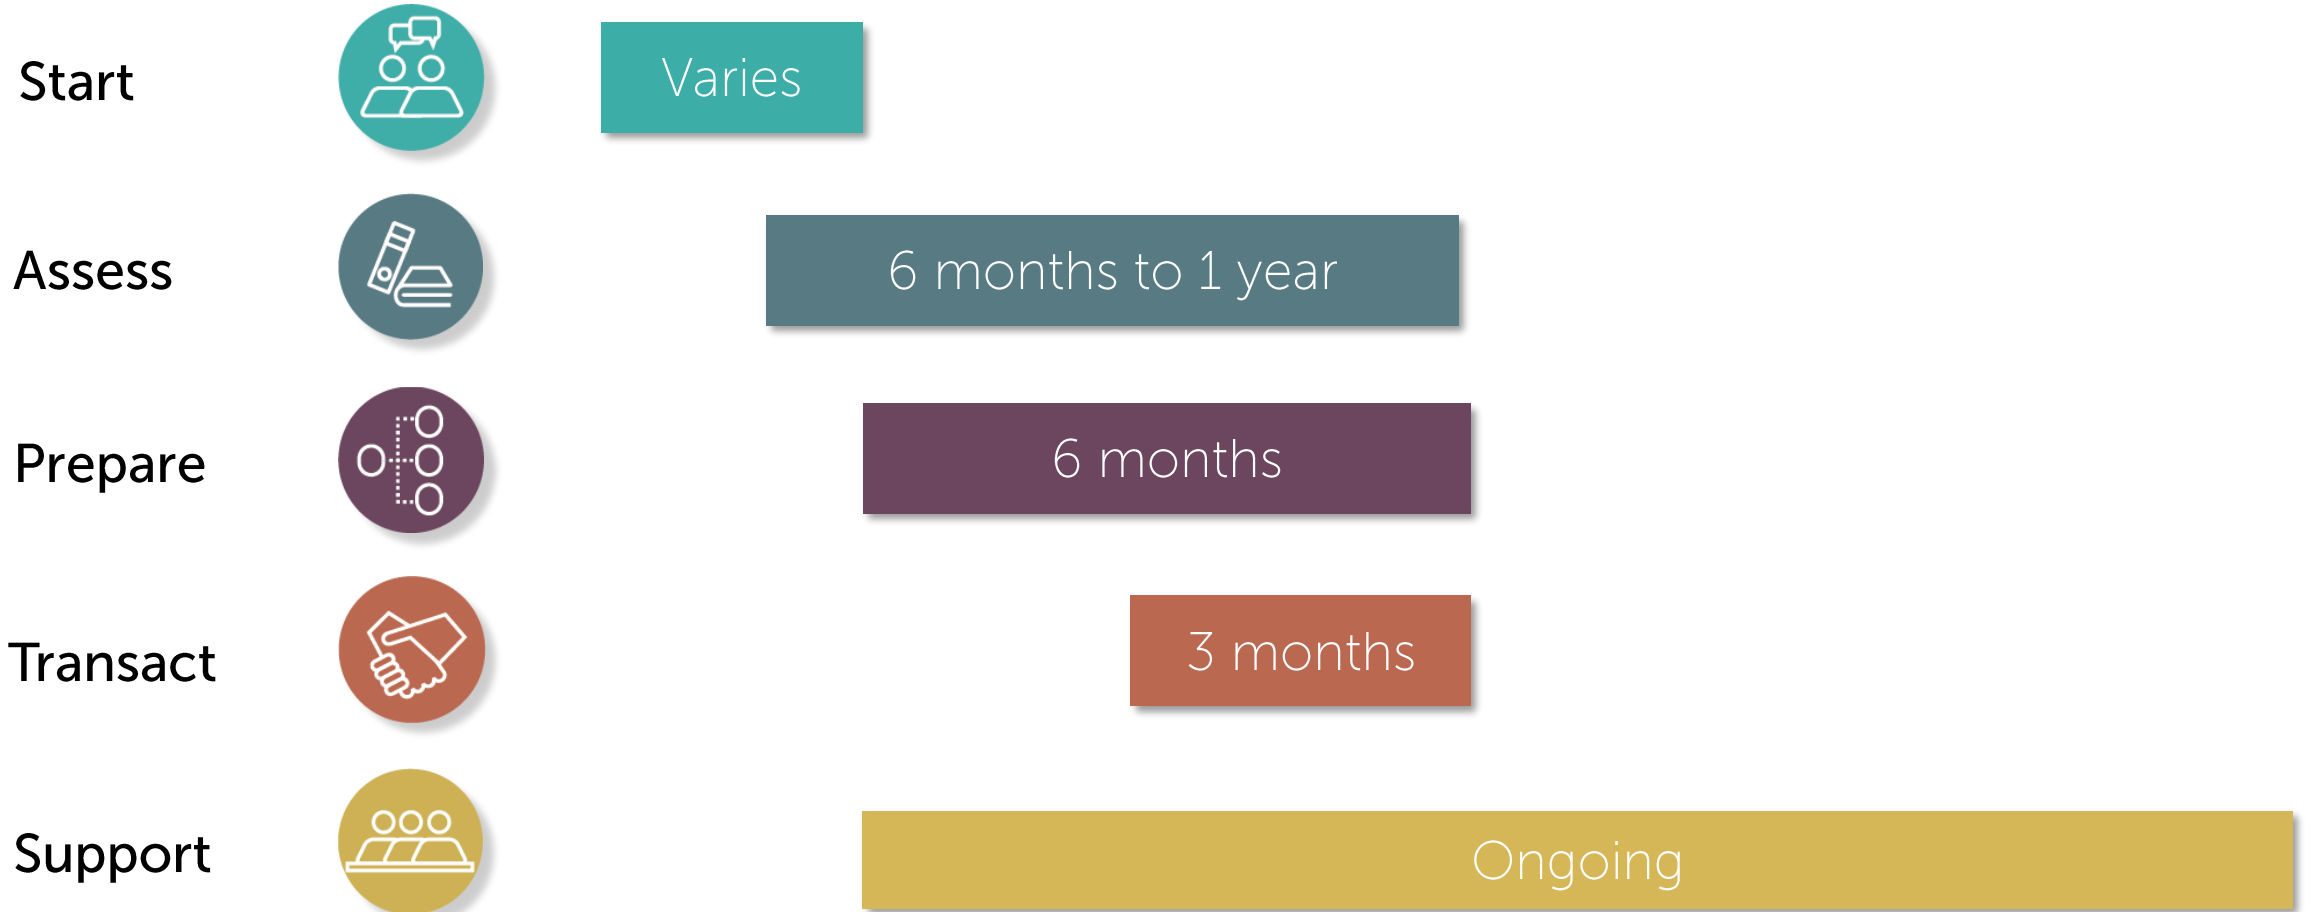 Start
Varies
Assess
6 months to 1 year
Prepare
6 months
Transact
3 months
Support
Ongoing